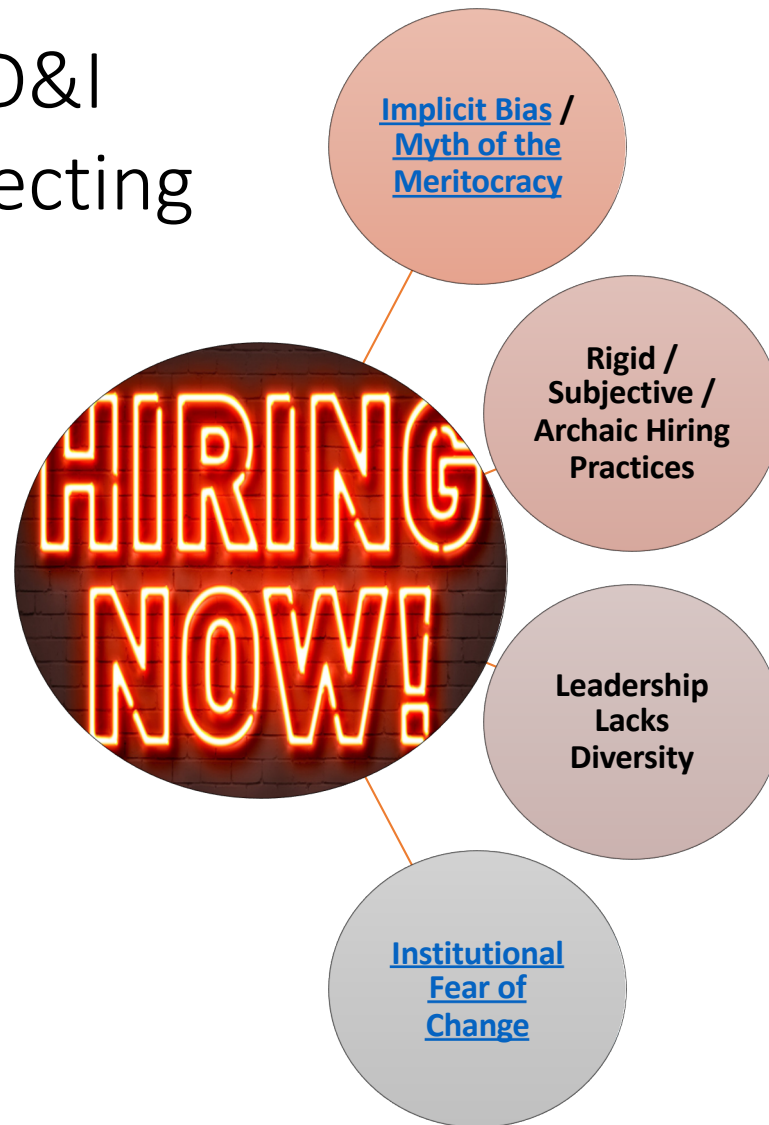 D&I
ecting
Implicit Bias /
Myth of the
Meritocracy
Rigid /
Subjective /
Archaic Hiring
Practices
HIRING
NOW!
Leadership
Lacks
Diversity
Institutional
Fear of
Change